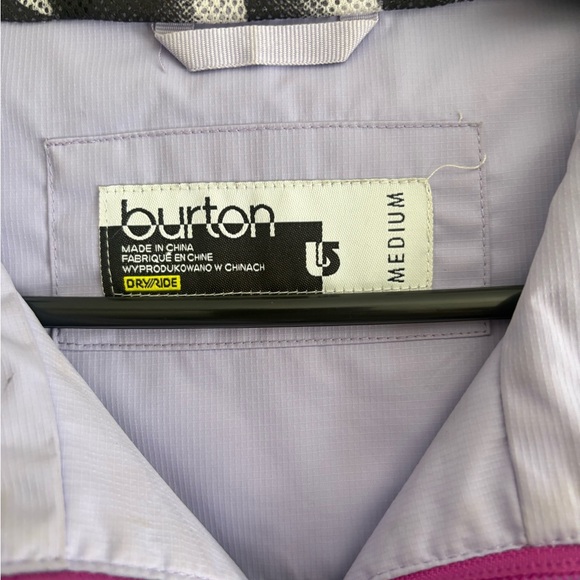 burton
MADE IN CHINA
FABRIQUÉ EN CHINE
WYPRODUKOWANO W CHINACH
DRYRIDE
MEDIUM